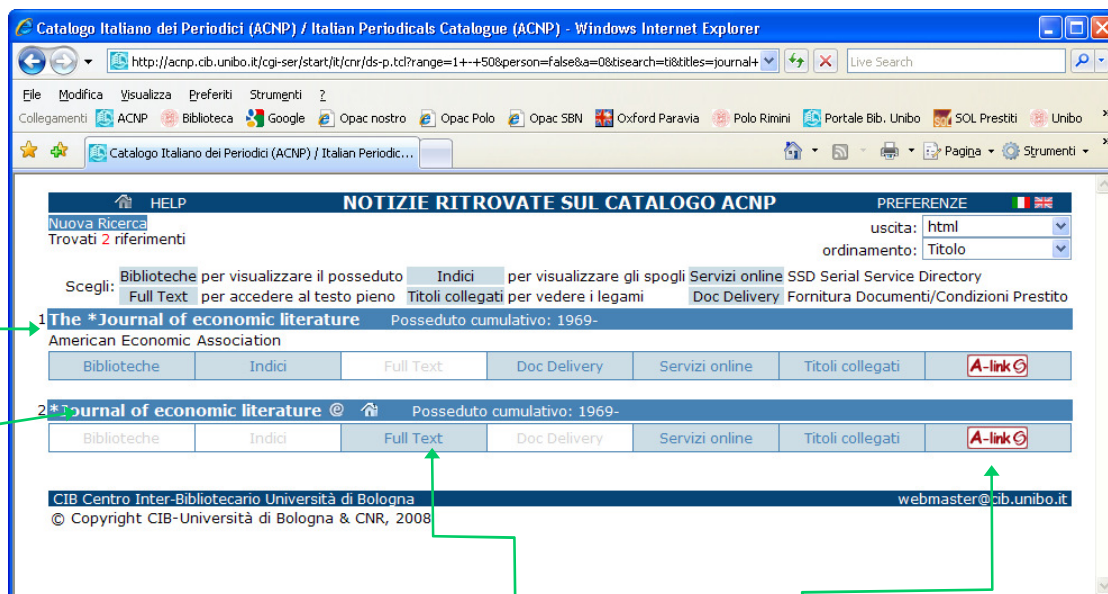 Catalogo Italiano dei Periodici (ACNP) / Italian Periodicals Catalogue (ACNP) - Windows Internet Explorer
http://acnp.cib.unibo.it/cgi-ser/start/it/cnr/ds-p.tcl?range=1+-+50&person=false&a=0&tisearch=ti&titles=journal+ Live Search
File Modifica Visualizza Preferiti Strumenti ?
Collegamenti ACNP Biblioteca Google Opac nostro Opac Polo Opac SBN Oxford Paravia Polo Rimini Portale Bib. Unibo SOL Prestiti Unibo »
Catalogo Italiano dei Periodici (ACNP) / Italian Periodic... Pagina Strumenti »
HELP NOTIZIE RITROVATE SUL CATALOGO ACNP PREFERENZE
Nuova Ricerca uscita: html
Trovati 2 riferimenti ordinamento: Titolo
Scegli: Biblioteche per visualizzare il posseduto Indici per visualizzare gli spogli Servizi online SSD Serial Service Directory
Full Text per accedere al testo pieno Titoli collegati per vedere i legami Doc Delivery Fornitura Documenti/Condizioni Prestito
1 The *Journal of economic literature Posseduto cumulativo: 1969-
American Economic Association
Biblioteche Indici Full Text Doc Delivery Servizi online Titoli collegati A-link
2 *Journal of economic literature @ Posseduto cumulativo: 1969-
Biblioteche Indici Full Text Doc Delivery Servizi online Titoli collegati A-link
CIB Centro Inter-Bibliotecario Università di Bologna webmaster@cib.unibo.it
© Copyright CIB-Università di Bologna & CNR, 2008